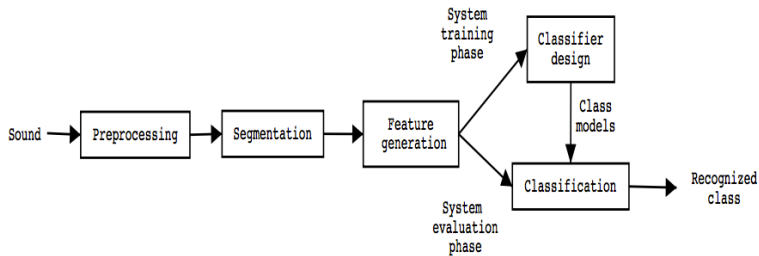 Sound
Preprocessing
Segmentation
Feature
generation
System
training
phase
Classifier
design
Class
models
System
evaluation
phase
Classification
Recognized
class